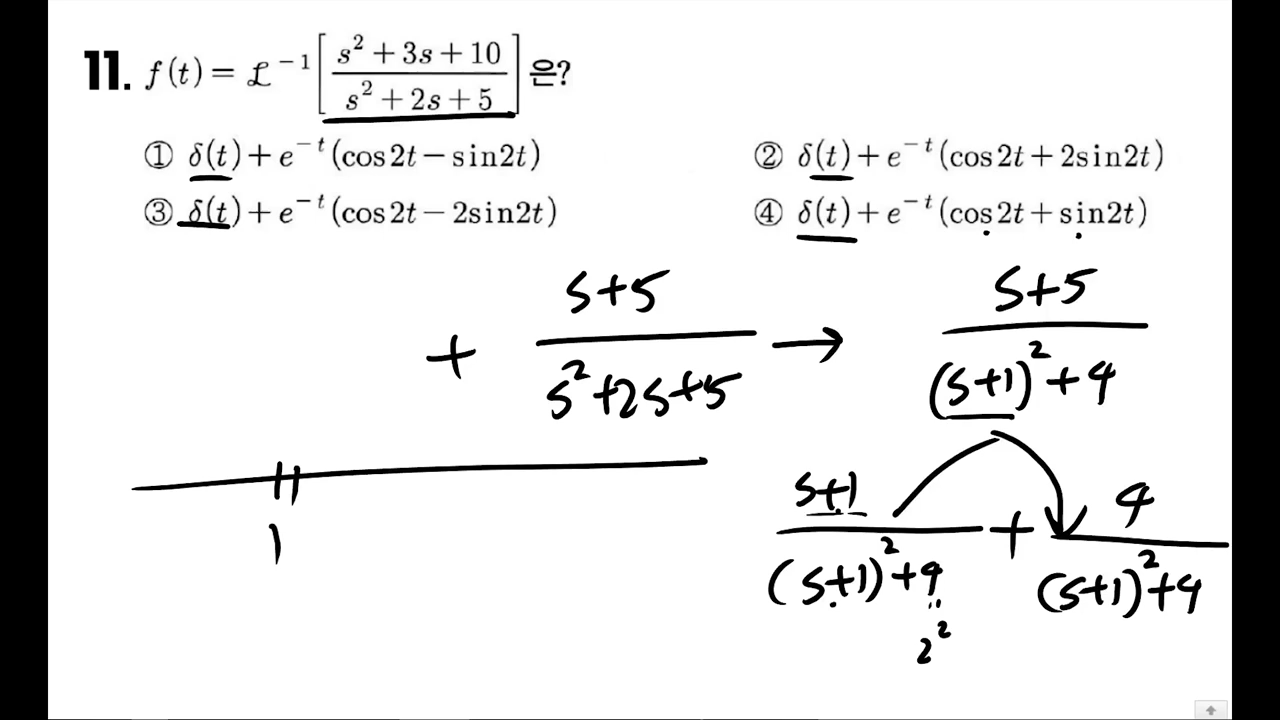 11. f(t) = ℒ⁻¹[(s² + 3s + 10)/(s² + 2s + 5)]은?
① δ(t) + e⁻ᵗ(cos2t − sin2t)
② δ(t) + e⁻ᵗ(cos2t + 2sin2t)
③ δ(t) + e⁻ᵗ(cos2t − 2sin2t)
④ δ(t) + e⁻ᵗ(cos2t + sin2t)
+ (s+5)/(s²+2s+5) → (s+5)/((s+1)²+4)
(s+1)/((s+1)²+4) + 4/((s+1)²+4)
2²